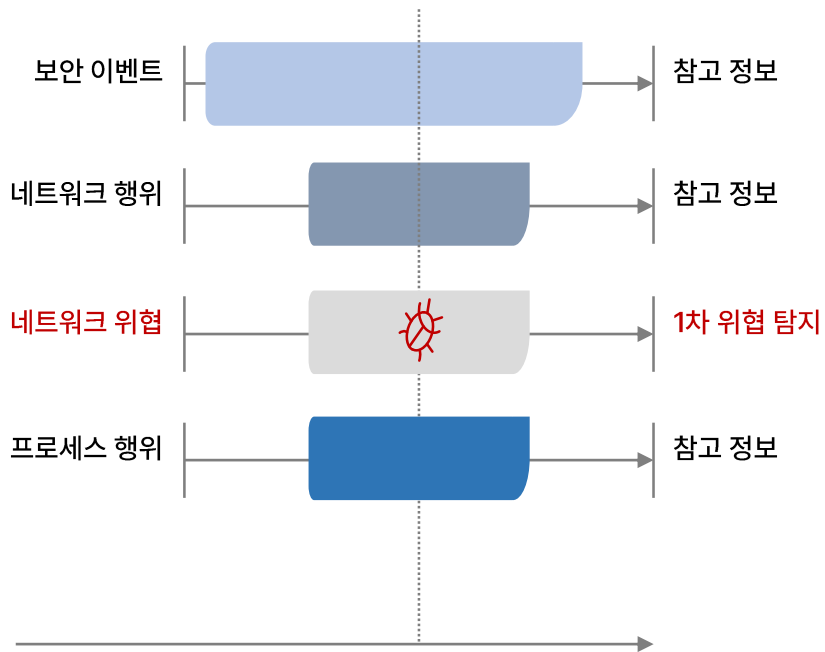 보안 이벤트 참고 정보
네트워크 행위 참고 정보
네트워크 위협 1차 위협 탐지
프로세스 행위 참고 정보